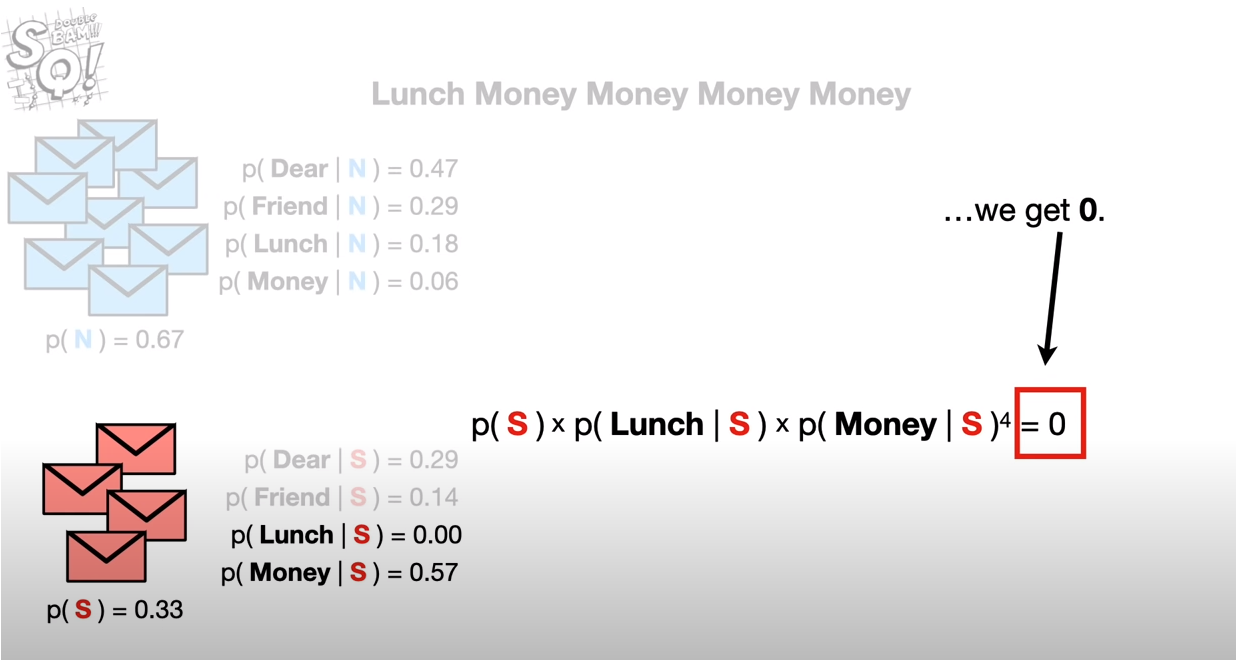 DOUBLE
BAM!!!
SQ!
Lunch Money Money Money Money
p( Dear | N ) = 0.47
p( Friend | N ) = 0.29
p( Lunch | N ) = 0.18
p( Money | N ) = 0.06
p( N ) = 0.67
...we get 0.
p( S ) x p( Lunch | S ) x p( Money | S )⁴ = 0
p( Dear | S ) = 0.29
p( Friend | S ) = 0.14
p( Lunch | S ) = 0.00
p( Money | S ) = 0.57
p( S ) = 0.33